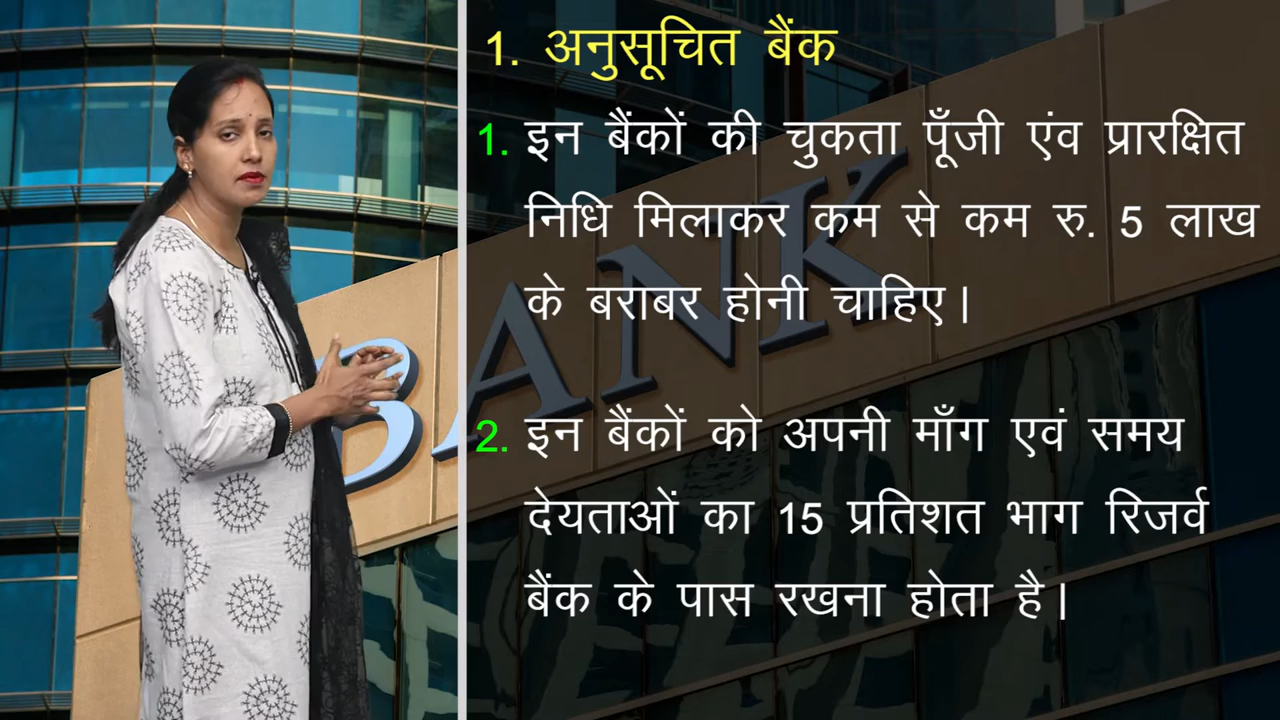 1. अनुसूचित बैंक
1. इन बैंकों की चुकता पूँजी एंव प्रारक्षित
निधि मिलाकर कम से कम रु. 5 लाख
के बराबर होनी चाहिए।
2. इन बैंकों को अपनी माँग एवं समय
देयताओं का 15 प्रतिशत भाग रिजर्व
बैंक के पास रखना होता है।
BANK